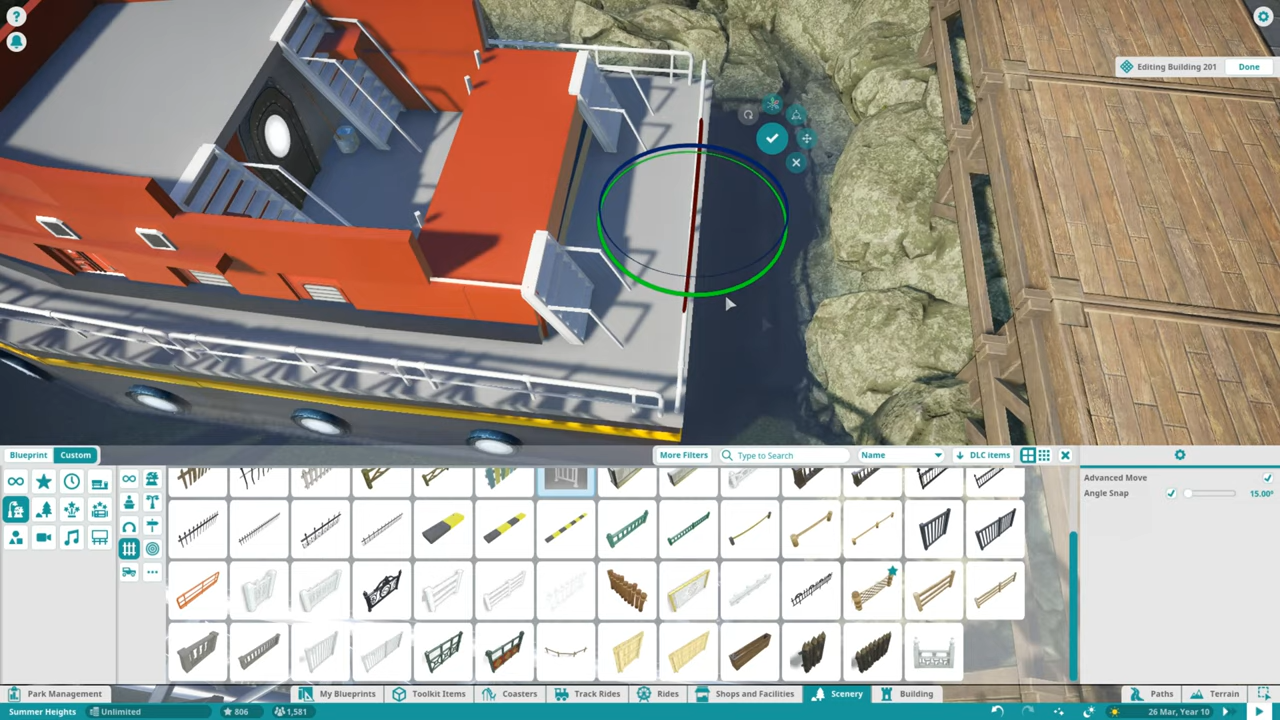 ?
Editing Building 201 Done
Blueprint Custom
More Filters Type to Search Name DLC items
Advanced Move
Angle Snap 15.00°
Park Management My Blueprints Toolkit Items Coasters Track Rides Rides Shops and Facilities Scenery Building Paths Terrain
Summer Heights Unlimited 806 1,581 26 Mar, Year 10